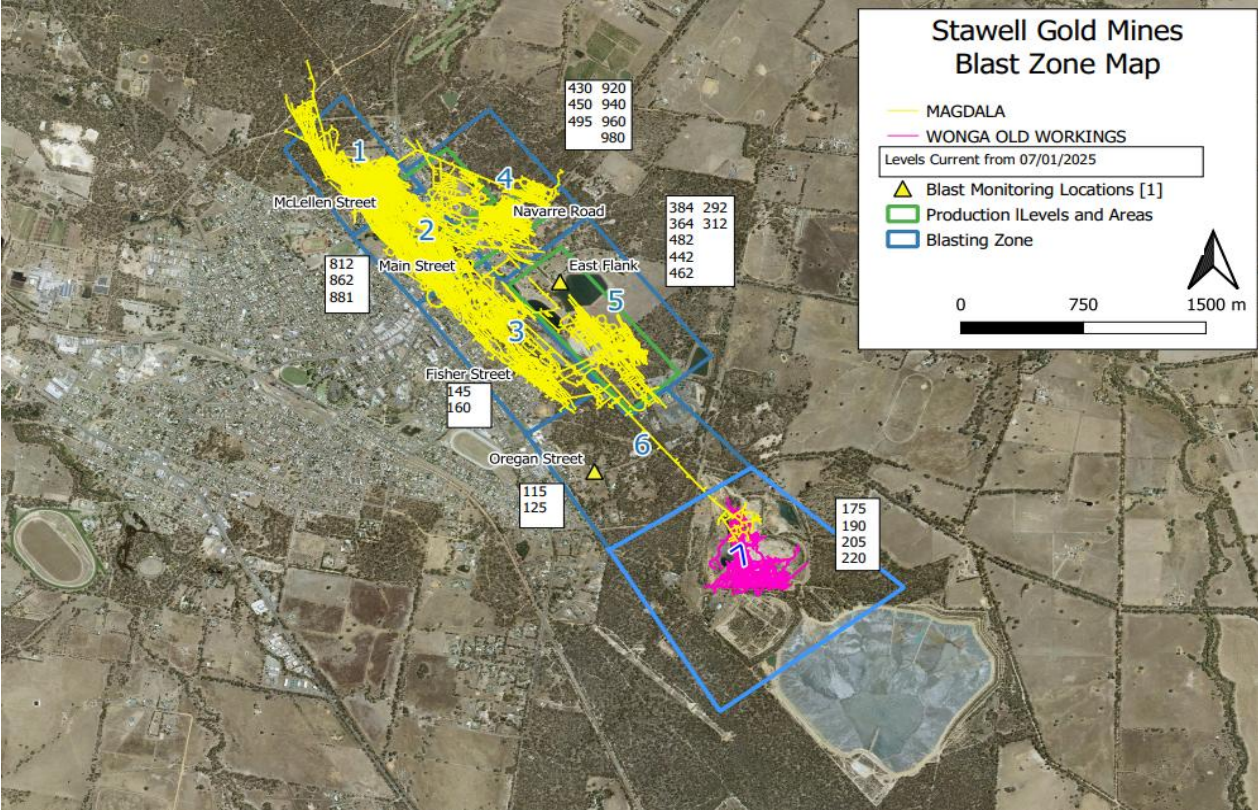 Stawell Gold Mines
Blast Zone Map
MAGDALA
WONGA OLD WORKINGS
Levels Current from 07/01/2025
Blast Monitoring Locations [1]
Production lLevels and Areas
Blasting Zone
0 750 1500 m
430 920
450 940
495 960
980
1
4
McLellen Street
Navarre Road
2
384 292
364 312
482
442
462
Main Street
East Flank
812
862
881
5
3
Fisher Street
145
160
6
Oregan Street
115
125
175
190
205
220
7